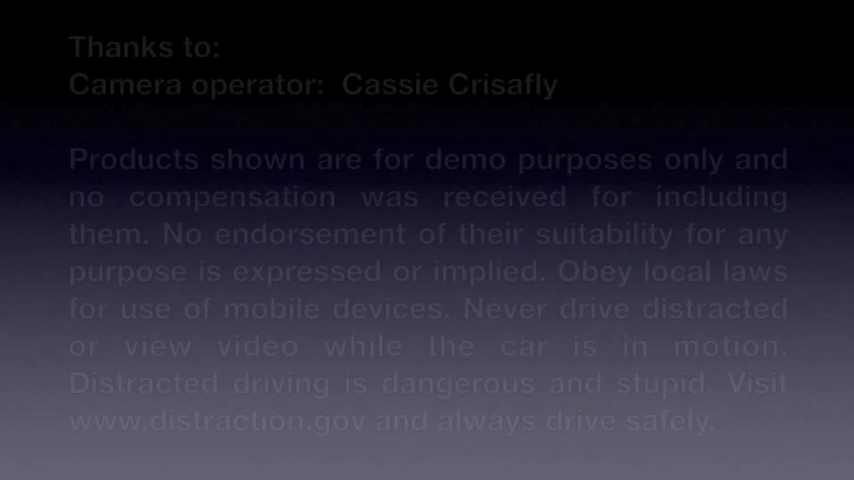 Thanks to:
Camera operator: Cassie Crisafly
Products shown are for demo purposes only and
no compensation was received for including
them. No endorsement of their suitability for any
purpose is expressed or implied. Obey local laws
for use of mobile devices. Never drive distracted
or view video while the car is in motion.
Distracted driving is dangerous and stupid. Visit
www.distraction.gov and always drive safely.